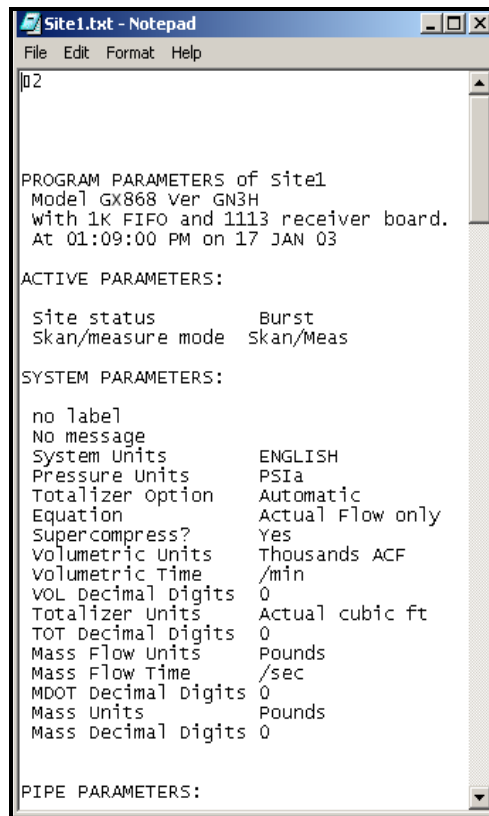 Site1.txt - Notepad
File Edit Format Help
▯2
PROGRAM PARAMETERS of Site1
Model GX868 Ver GN3H
With 1K FIFO and 1113 receiver board.
At 01:09:00 PM on 17 JAN 03
ACTIVE PARAMETERS:
Site status Burst
Skan/measure mode Skan/Meas
SYSTEM PARAMETERS:
no label
No message
System Units ENGLISH
Pressure Units PSIa
Totalizer Option Automatic
Equation Actual Flow only
Supercompress? Yes
Volumetric Units Thousands ACF
Volumetric Time /min
VOL Decimal Digits 0
Totalizer Units Actual cubic ft
TOT Decimal Digits 0
Mass Flow Units Pounds
Mass Flow Time /sec
MDOT Decimal Digits 0
Mass Units Pounds
Mass Decimal Digits 0
PIPE PARAMETERS: